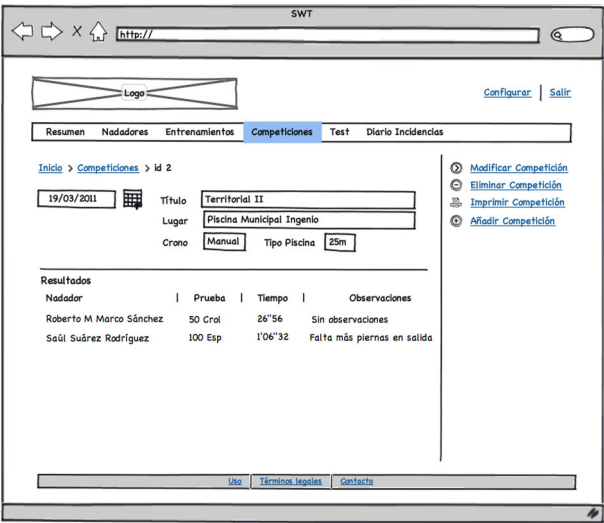 SWT
http://
Logo
Configurar | Salir
Resumen Nadadores Entrenamientos Competiciones Test Diario Incidencias
Inicio > Competiciones > id 2
Modificar Competición
Eliminar Competición
Imprimir Competición
Añadir Competición
19/03/2011
Título Territorial II
Lugar Piscina Municipal Ingenio
Crono Manual Tipo Piscina 25m
Resultados
Nadador | Prueba | Tiempo | Observaciones
Roberto M Marco Sánchez 50 Crol 26"56 Sin observaciones
Saúl Suárez Rodríguez 100 Esp 1'06"32 Falta más piernas en salida
Uso | Términos legales | Contacto